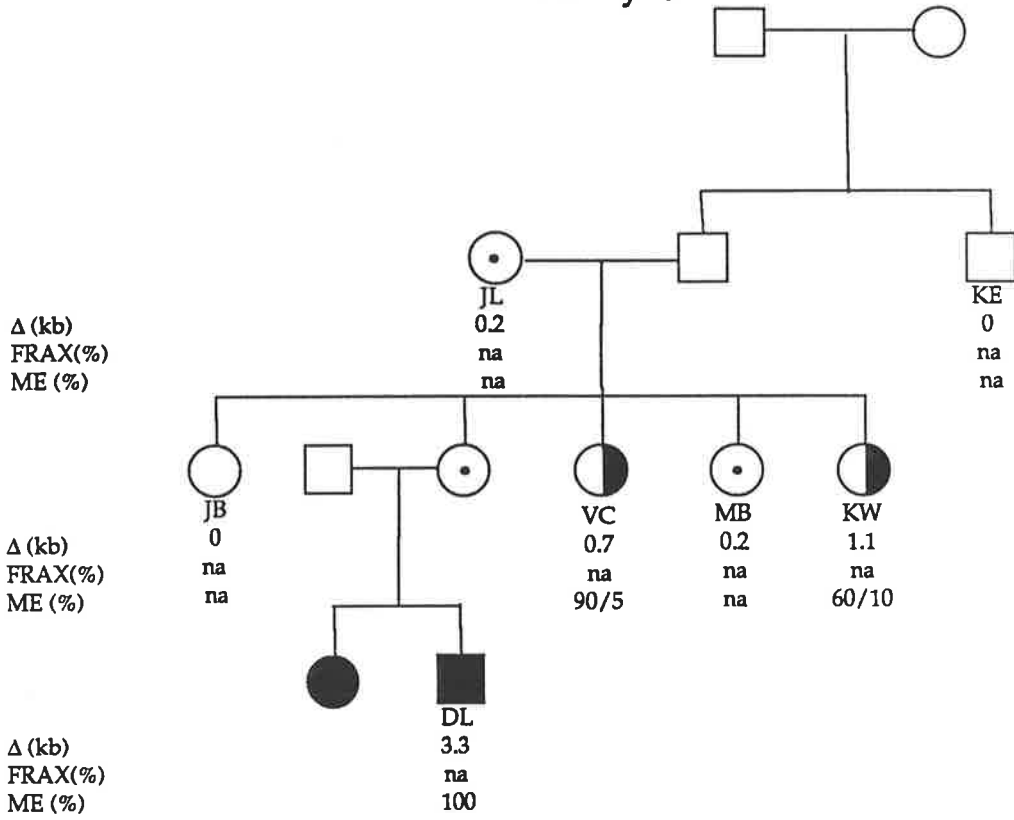 JL KE
Δ (kb) 0.2 0
FRAX(%) na na
ME (%) na na
JB VC MB KW
Δ (kb) 0 0.7 0.2 1.1
FRAX(%) na na na na
ME (%) na 90/5 na 60/10
DL
Δ (kb) 3.3
FRAX(%) na
ME (%) 100